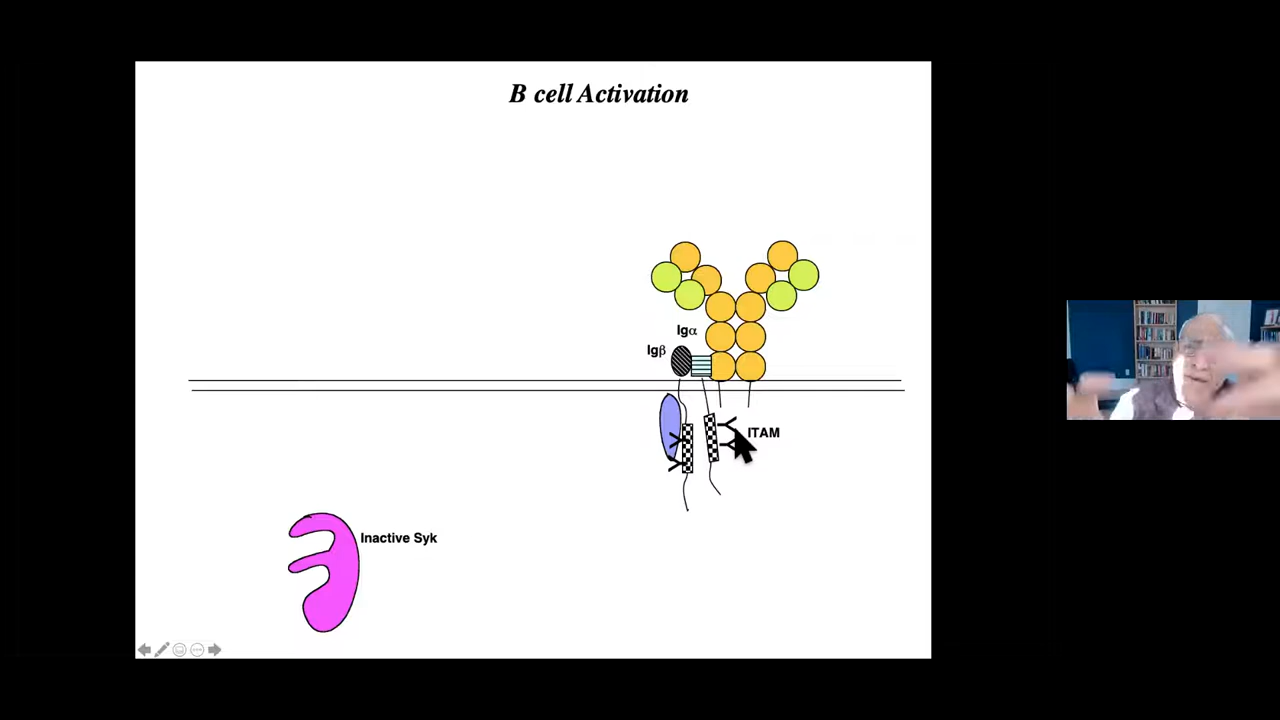 B cell Activation
Igα
Igβ
ITAM
Inactive Syk